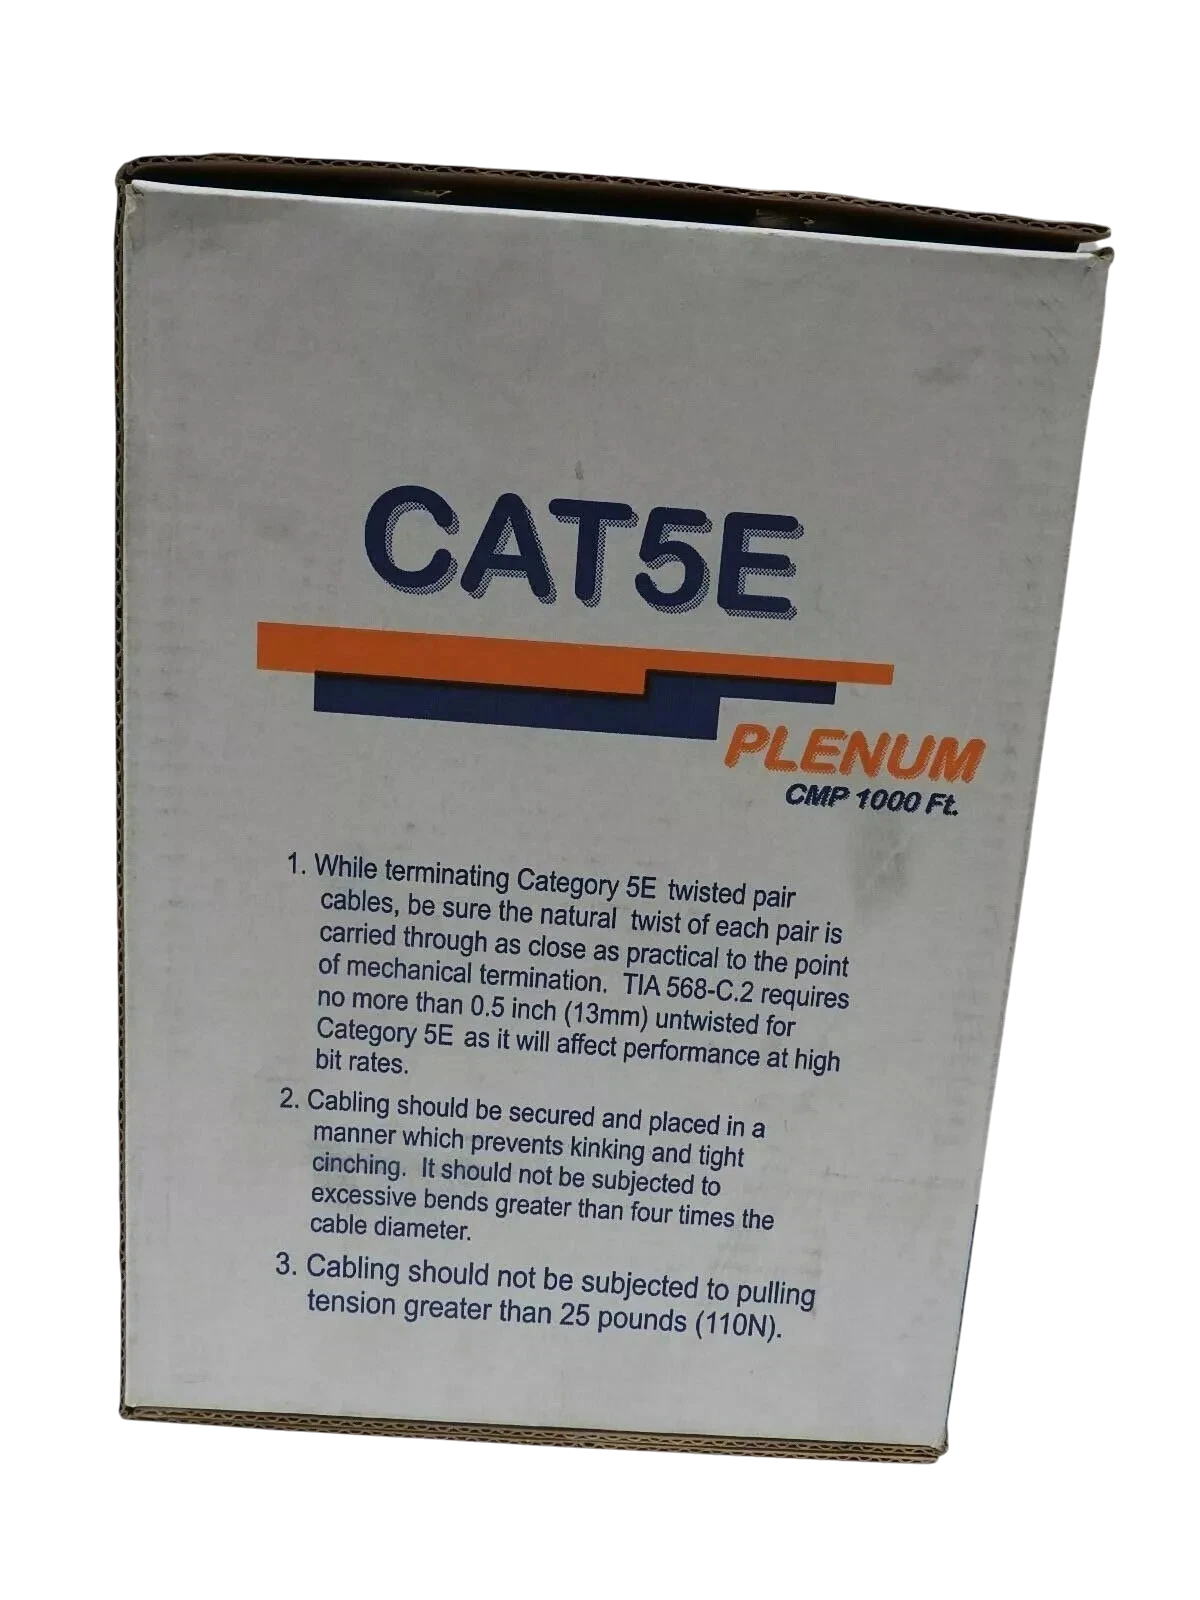 CAT5E
PLENUM
CMP 1000 Ft.
1. While terminating Category 5E twisted pair
cables, be sure the natural twist of each pair is
carried through as close as practical to the point
of mechanical termination. TIA 568-C.2 requires
no more than 0.5 inch (13mm) untwisted for
Category 5E as it will affect performance at high
bit rates.
2. Cabling should be secured and placed in a
manner which prevents kinking and tight
cinching. It should not be subjected to
excessive bends greater than four times the
cable diameter.
3. Cabling should not be subjected to pulling
tension greater than 25 pounds (110N).